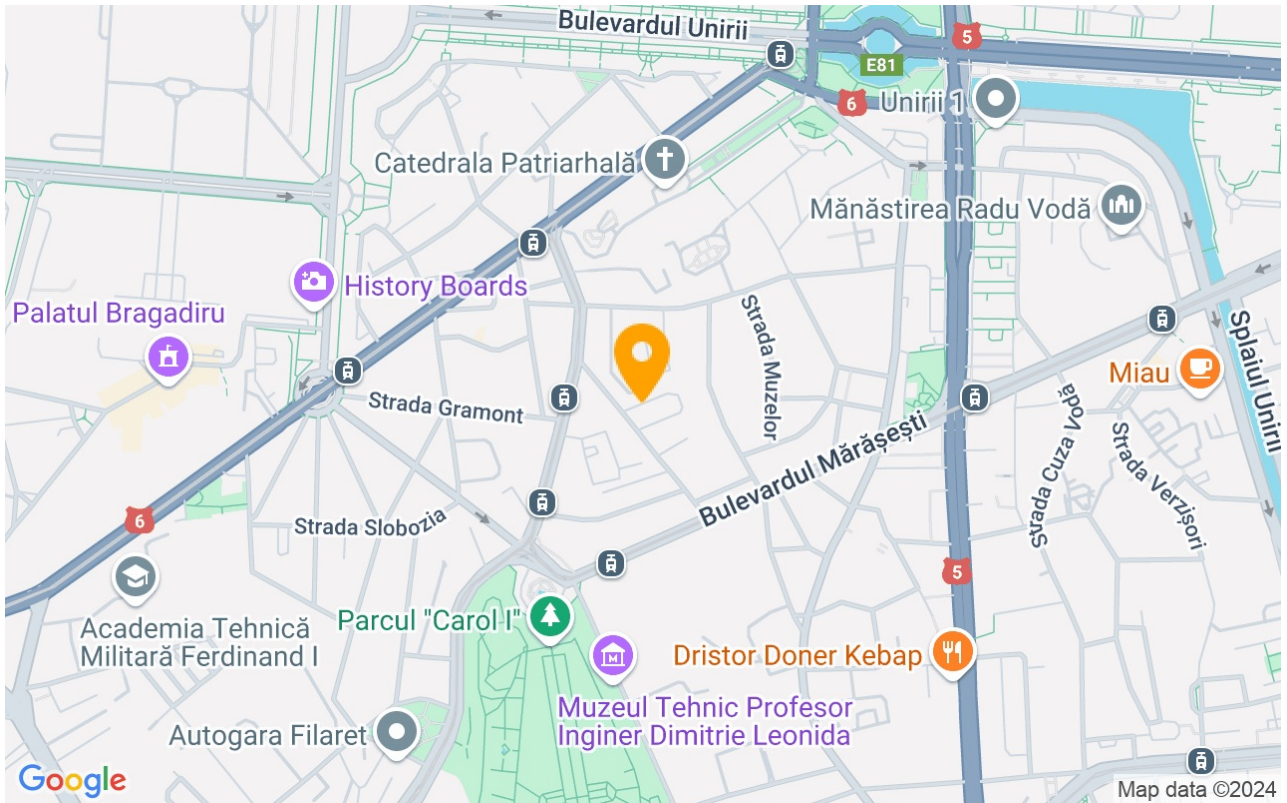 Bulevardul Unirii
5
E81
6
Unirii 1
Catedrala Patriarhală
Mănăstirea Radu Vodă
History Boards
Palatul Bragadiru
Strada Muzelor
Splaiul Unirii
Miau
Strada Gramont
Strada Cuza Vodă
Strada Verzișori
Bulevardul Mărășești
Strada Slobozia
6
5
Parcul "Carol I"
Academia Tehnică
Militară Ferdinand I
Dristor Doner Kebap
M
Muzeul Tehnic Profesor
Inginer Dimitrie Leonida
Autogara Filaret
Google
Map data ©2024